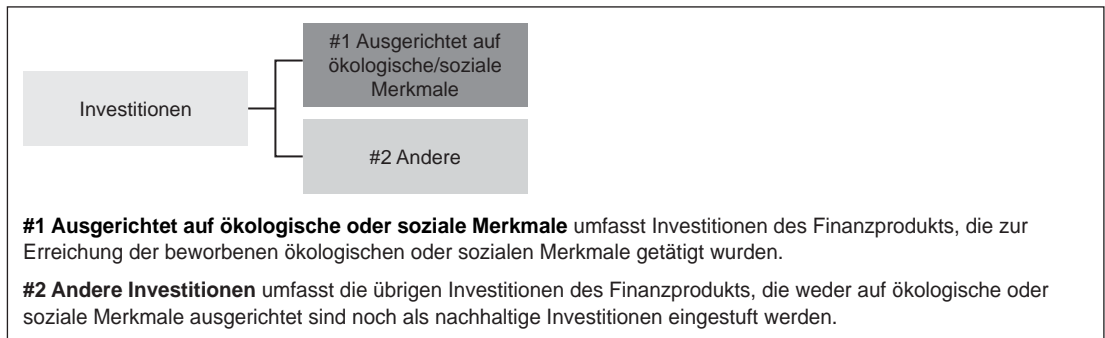 #1 Ausgerichtet auf
ökologische/soziale
Merkmale
Investitionen
#2 Andere
#1 Ausgerichtet auf ökologische oder soziale Merkmale umfasst Investitionen des Finanzprodukts, die zur
Erreichung der beworbenen ökologischen oder sozialen Merkmale getätigt wurden.
#2 Andere Investitionen umfasst die übrigen Investitionen des Finanzprodukts, die weder auf ökologische oder
soziale Merkmale ausgerichtet sind noch als nachhaltige Investitionen eingestuft werden.